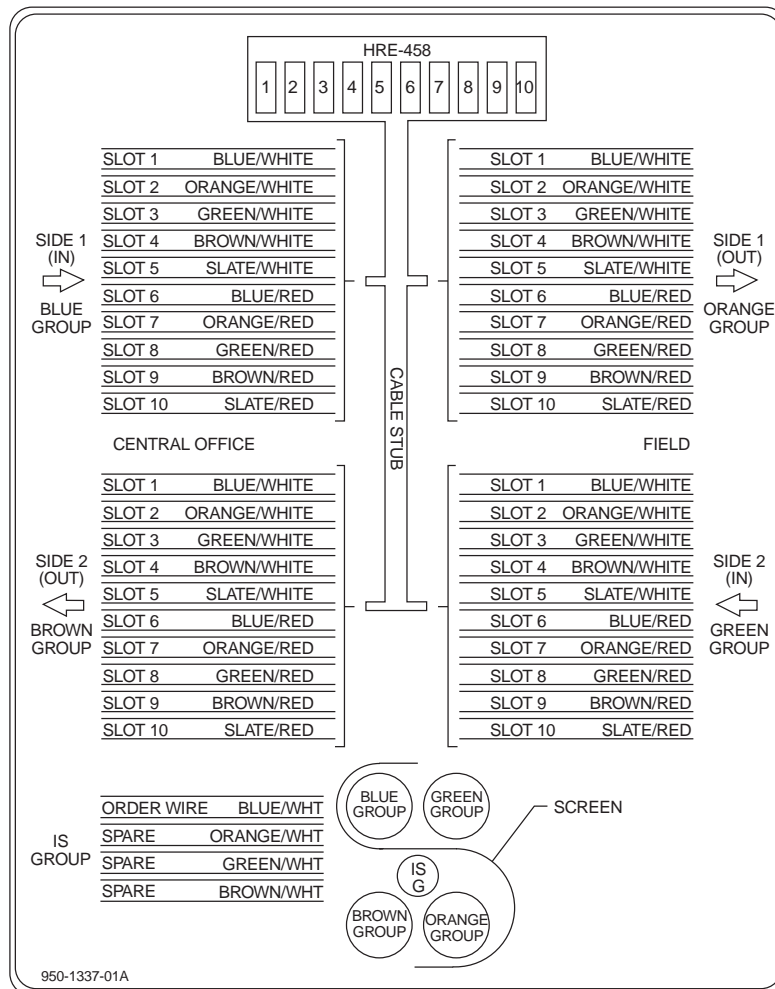 HRE-458
1 2 3 4 5 6 7 8 9 10
SIDE 1
(IN)
BLUE
GROUP
SLOT 1 BLUE/WHITE
SLOT 2 ORANGE/WHITE
SLOT 3 GREEN/WHITE
SLOT 4 BROWN/WHITE
SLOT 5 SLATE/WHITE
SLOT 6 BLUE/RED
SLOT 7 ORANGE/RED
SLOT 8 GREEN/RED
SLOT 9 BROWN/RED
SLOT 10 SLATE/RED
CENTRAL OFFICE
SLOT 1 BLUE/WHITE
SLOT 2 ORANGE/WHITE
SLOT 3 GREEN/WHITE
SLOT 4 BROWN/WHITE
SLOT 5 SLATE/WHITE
SLOT 6 BLUE/RED
SLOT 7 ORANGE/RED
SLOT 8 GREEN/RED
SLOT 9 BROWN/RED
SLOT 10 SLATE/RED
SIDE 1
(OUT)
ORANGE
GROUP
CABLE STUB
FIELD
SIDE 2
(OUT)
BROWN
GROUP
SLOT 1 BLUE/WHITE
SLOT 2 ORANGE/WHITE
SLOT 3 GREEN/WHITE
SLOT 4 BROWN/WHITE
SLOT 5 SLATE/WHITE
SLOT 6 BLUE/RED
SLOT 7 ORANGE/RED
SLOT 8 GREEN/RED
SLOT 9 BROWN/RED
SLOT 10 SLATE/RED
SLOT 1 BLUE/WHITE
SLOT 2 ORANGE/WHITE
SLOT 3 GREEN/WHITE
SLOT 4 BROWN/WHITE
SLOT 5 SLATE/WHITE
SLOT 6 BLUE/RED
SLOT 7 ORANGE/RED
SLOT 8 GREEN/RED
SLOT 9 BROWN/RED
SLOT 10 SLATE/RED
SIDE 2
(IN)
GREEN
GROUP
IS
GROUP
ORDER WIRE BLUE/WHT
SPARE ORANGE/WHT
SPARE GREEN/WHT
SPARE BROWN/WHT
BLUE
GROUP
GREEN
GROUP
SCREEN
IS
G
BROWN
GROUP
ORANGE
GROUP
950-1337-01A